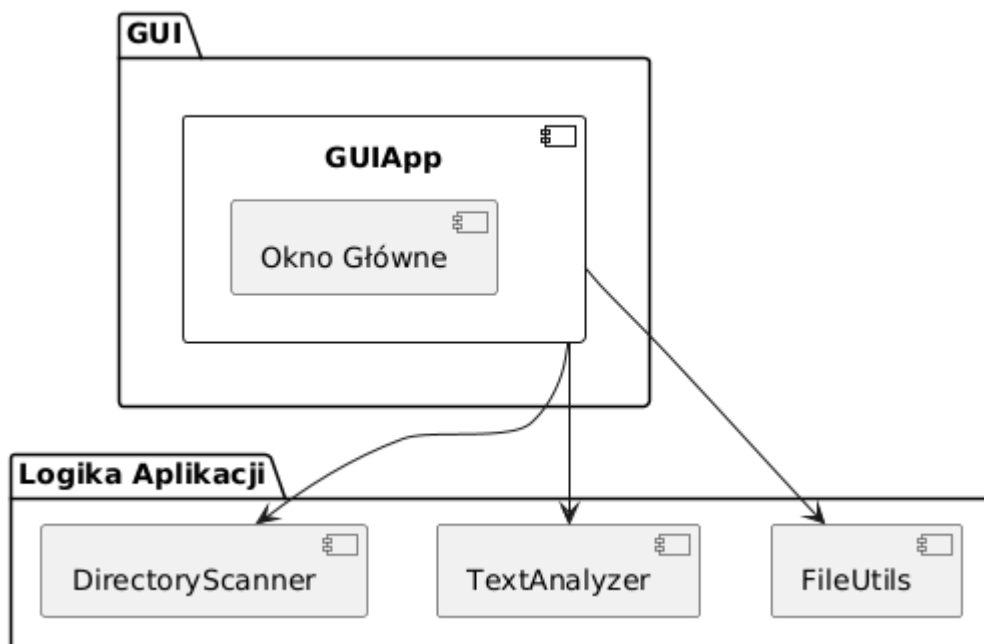 GUI
GUIApp
Okno Główne
Logika Aplikacji
DirectoryScanner
TextAnalyzer
FileUtils